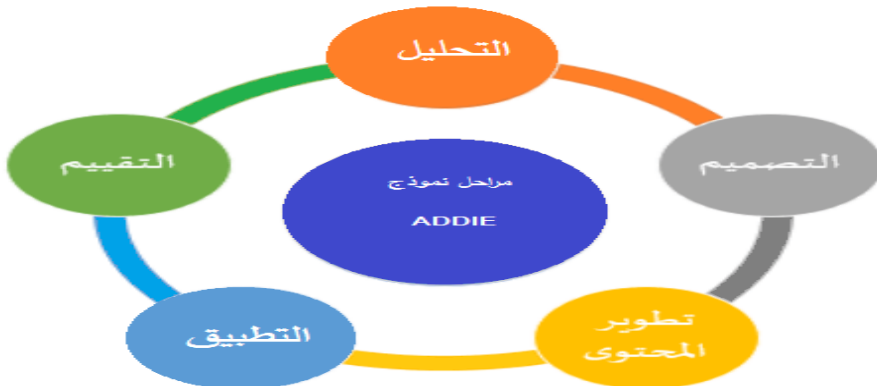 التحليل
التصميم
تطوير
المحتوى
التطبيق
التقييم
مراحل نموذج
ADDIE